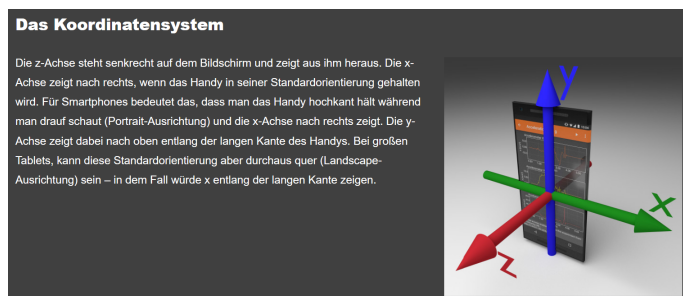 Das Koordinatensystem
Die z-Achse steht senkrecht auf dem Bildschirm und zeigt aus ihm heraus. Die x-
Achse zeigt nach rechts, wenn das Handy in seiner Standardorientierung gehalten
wird. Für Smartphones bedeutet das, dass man das Handy hochkant hält während
man drauf schaut (Portrait-Ausrichtung) und die x-Achse nach rechts zeigt. Die y-
Achse zeigt dabei nach oben entlang der langen Kante des Handys. Bei großen
Tablets, kann diese Standardorientierung aber durchaus quer (Landscape-
Ausrichtung) sein – in dem Fall würde x entlang der langen Kante zeigen.
y
x
z